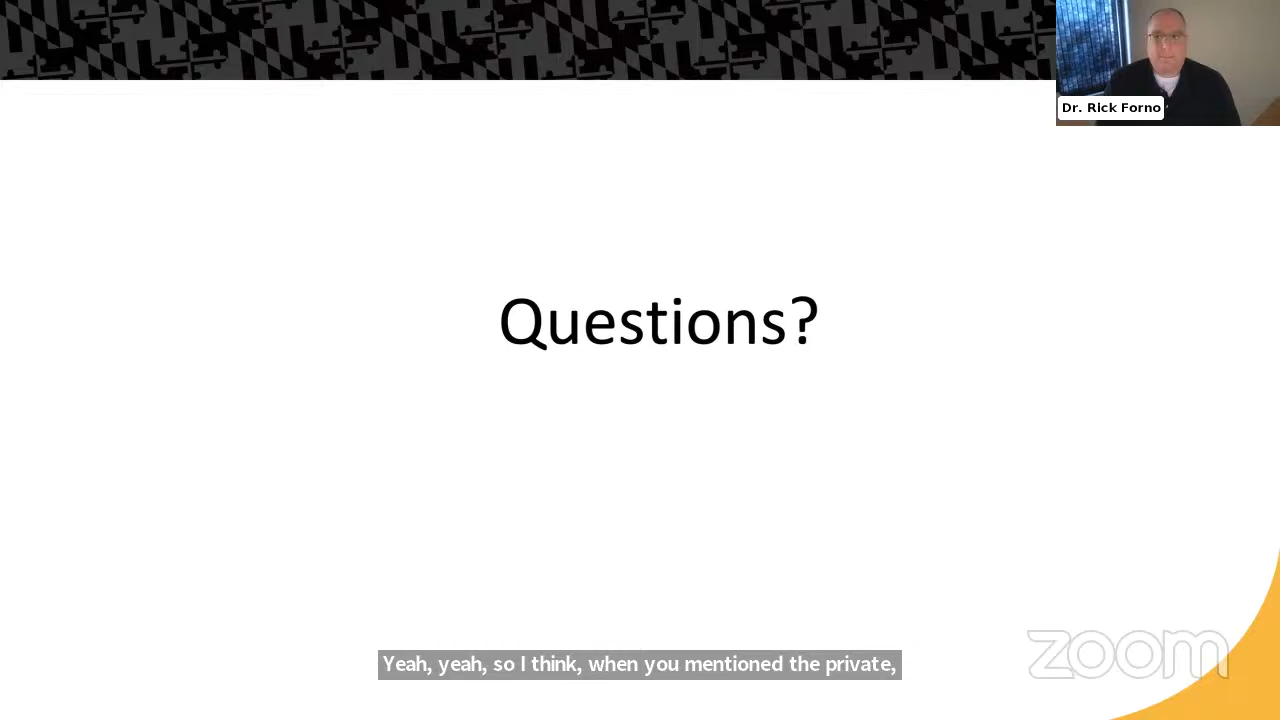 Dr. Rick Forno
Questions?
Yeah, yeah, so I think, when you mentioned the private,
zoom